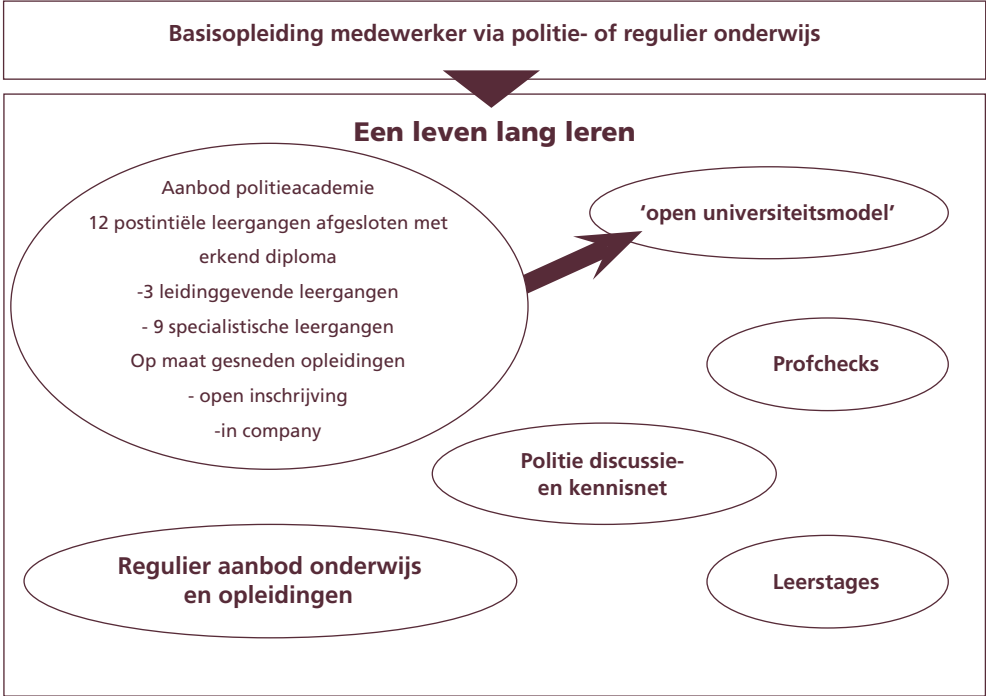 Basisopleiding medewerker via politie- of regulier onderwijs
Een leven lang leren
Aanbod politieacademie
12 postintiële leergangen afgesloten met
erkend diploma
-3 leidinggevende leergangen
- 9 specialistische leergangen
Op maat gesneden opleidingen
- open inschrijving
-in company
‘open universiteitsmodel’
Profchecks
Politie discussie-
en kennisnet
Regulier aanbod onderwijs
en opleidingen
Leerstages